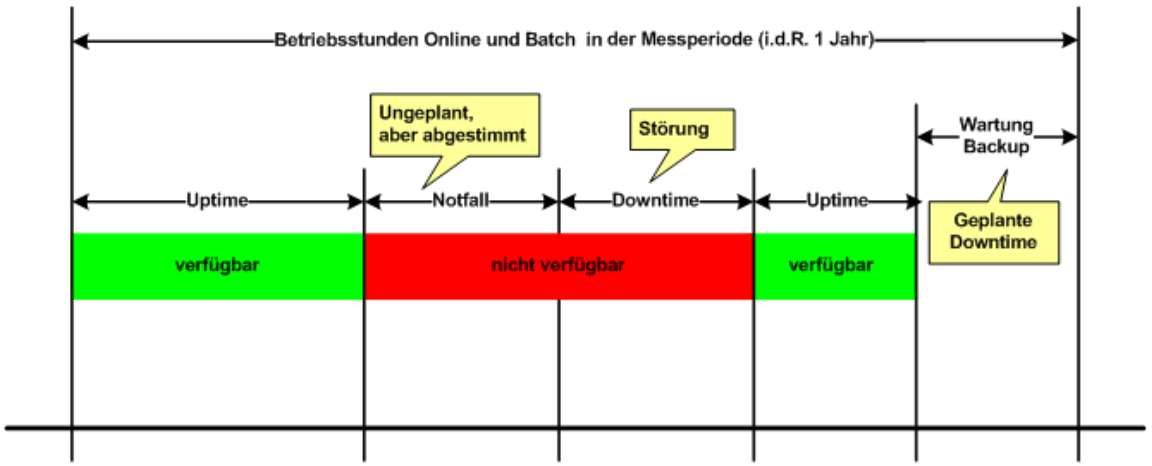 Betriebsstunden Online und Batch in der Messperiode (i.d.R. 1 Jahr)
Ungeplant,
aber abgestimmt
Störung
Wartung
Backup
Uptime
Notfall
Downtime
Uptime
Geplante
Downtime
verfügbar
nicht verfügbar
verfügbar